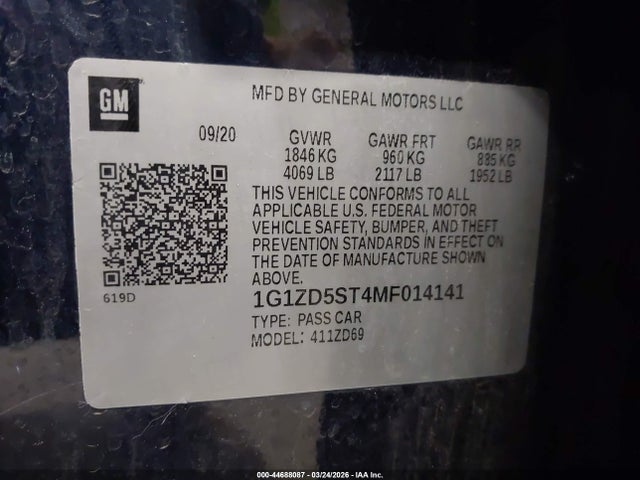 GM
MFD BY GENERAL MOTORS LLC
09/20 GVWR GAWR FRT GAWR RR
1846 KG 960 KG 885 KG
4069 LB 2117 LB 1952 LB
THIS VEHICLE CONFORMS TO ALL
APPLICABLE U.S. FEDERAL MOTOR
VEHICLE SAFETY, BUMPER, AND THEFT
PREVENTION STANDARDS IN EFFECT ON
THE DATE OF MANUFACTURE SHOWN
ABOVE.
619D
1G1ZD5ST4MF014141
TYPE: PASS CAR
MODEL: 411ZD69
000-44688087 - 03/24/2026 - IAA Inc.